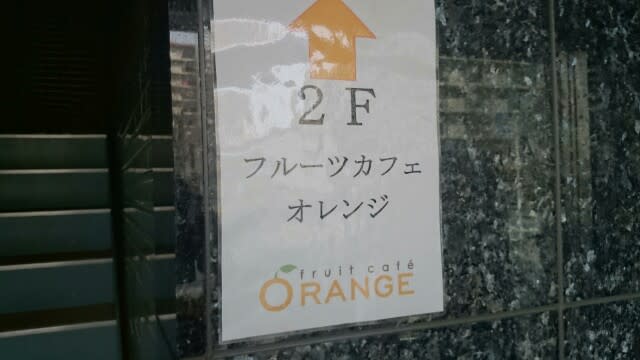 ２Ｆ
フルーツカフェ
オレンジ
fruit café
ORANGE